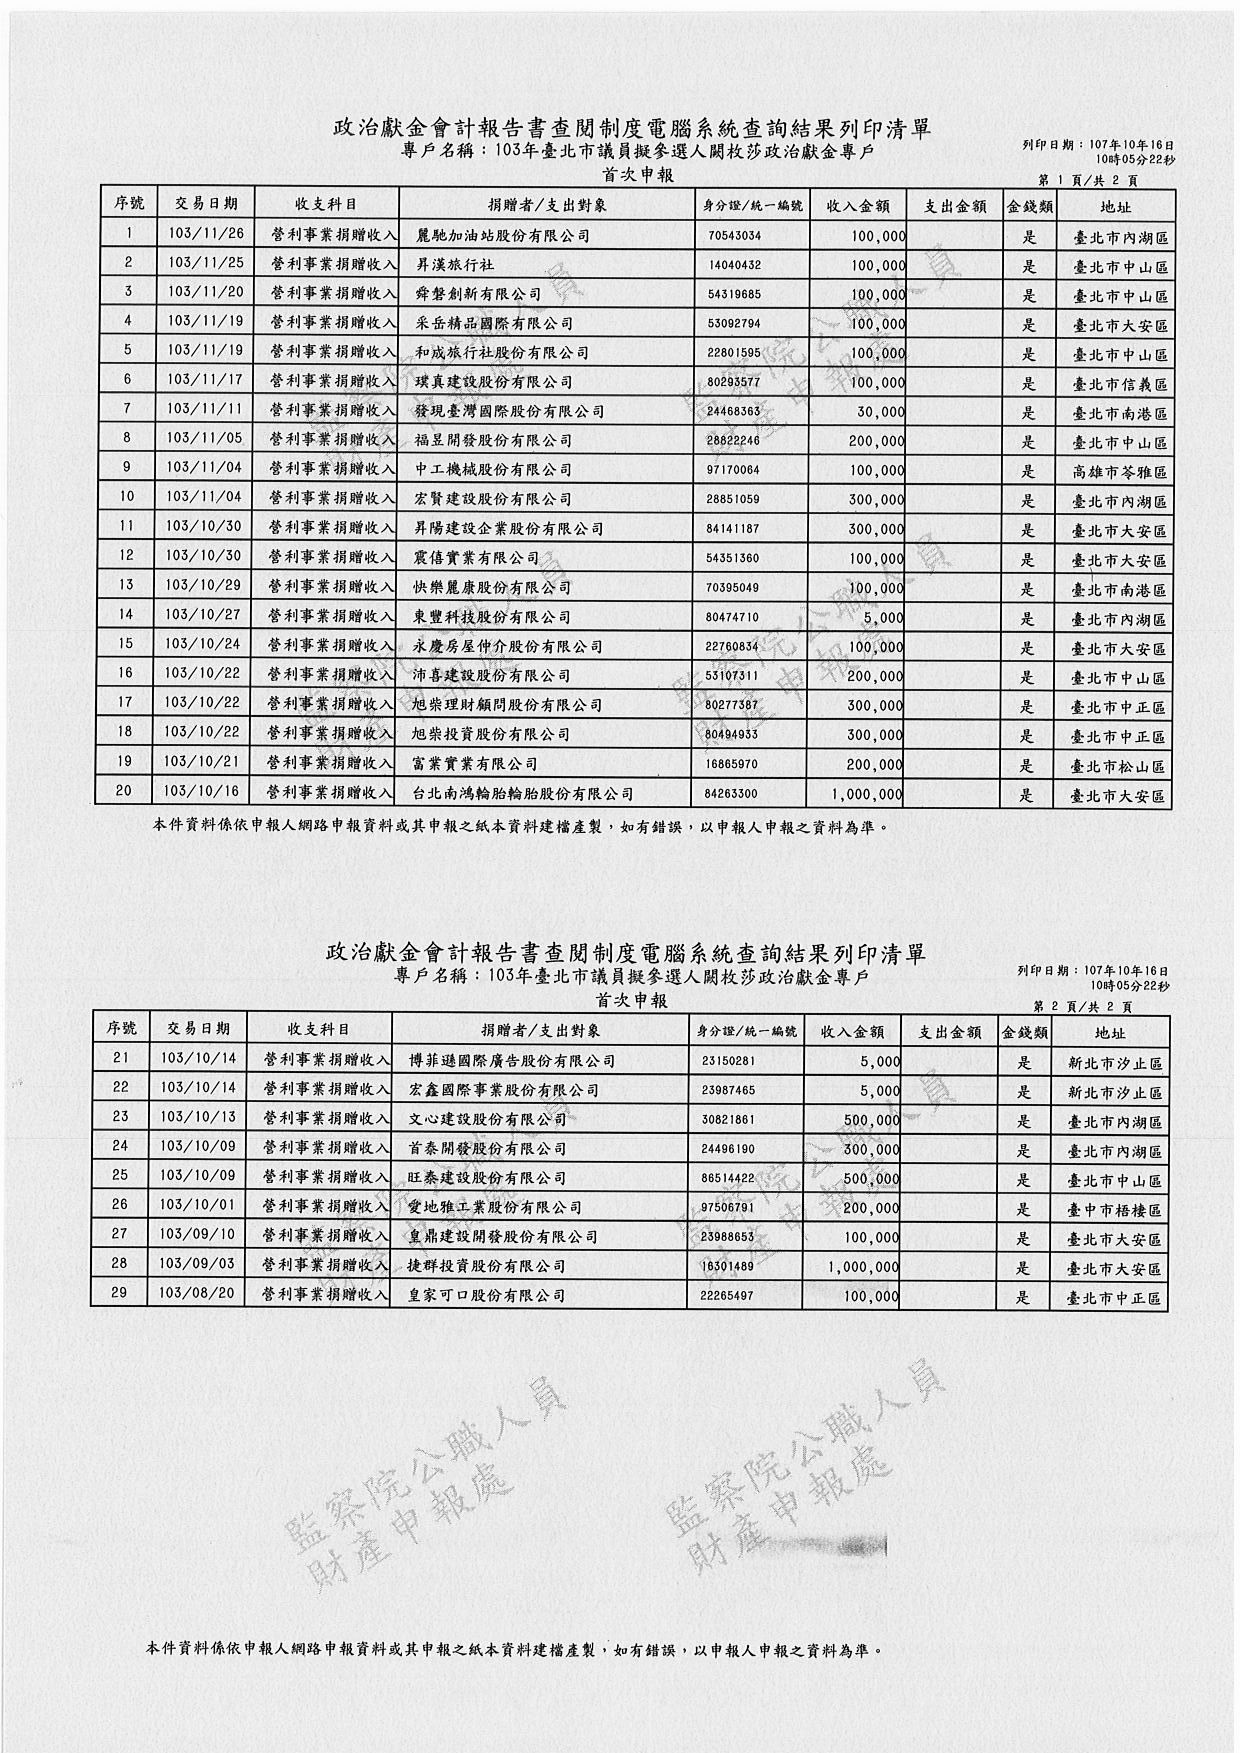 政治獻金會計報告書查閱制度電腦系統查詢結果列印清單
專戶名稱：103年臺北市議員擬參選人闕枚莎政治獻金專戶
首次申報
列印日期：107年10月16日
10時05分22秒
第 1 頁/共 2 頁
序號 交易日期 收支科目 捐贈者/支出對象 身分證/統一編號 收入金額 支出金額 金錢類 地址
1 103/11/26 營利事業捐贈收入 麗馳加油站股份有限公司 70543034 100,000 是 臺北市內湖區
2 103/11/25 營利事業捐贈收入 昇漢旅行社 14040432 100,000 是 臺北市中山區
3 103/11/20 營利事業捐贈收入 舜磐創新有限公司 54319685 100,000 是 臺北市中山區
4 103/11/19 營利事業捐贈收入 采岳精品國際有限公司 53092794 100,000 是 臺北市大安區
5 103/11/19 營利事業捐贈收入 和成旅行社股份有限公司 22801595 100,000 是 臺北市中山區
6 103/11/17 營利事業捐贈收入 璞真建設股份有限公司 80293577 100,000 是 臺北市信義區
7 103/11/11 營利事業捐贈收入 發現臺灣國際股份有限公司 24468363 30,000 是 臺北市南港區
8 103/11/05 營利事業捐贈收入 福昱開發股份有限公司 28822246 200,000 是 臺北市中山區
9 103/11/04 營利事業捐贈收入 中工機械股份有限公司 97170064 100,000 是 高雄市苓雅區
10 103/11/04 營利事業捐贈收入 宏賢建設股份有限公司 28851059 300,000 是 臺北市內湖區
11 103/10/30 營利事業捐贈收入 昇陽建設企業股份有限公司 84141187 300,000 是 臺北市大安區
12 103/10/30 營利事業捐贈收入 震僖實業有限公司 54351360 100,000 是 臺北市大安區
13 103/10/29 營利事業捐贈收入 快樂麗康股份有限公司 70395049 100,000 是 臺北市南港區
14 103/10/27 營利事業捐贈收入 東豐科技股份有限公司 80474710 5,000 是 臺北市內湖區
15 103/10/24 營利事業捐贈收入 永慶房屋仲介股份有限公司 22760834 100,000 是 臺北市大安區
16 103/10/22 營利事業捐贈收入 沛喜建設股份有限公司 53107311 200,000 是 臺北市中山區
17 103/10/22 營利事業捐贈收入 旭柴理財顧問股份有限公司 80277387 300,000 是 臺北市中正區
18 103/10/22 營利事業捐贈收入 旭柴投資股份有限公司 80494933 300,000 是 臺北市中正區
19 103/10/21 營利事業捐贈收入 富業實業有限公司 16865970 200,000 是 臺北市松山區
20 103/10/16 營利事業捐贈收入 台北南鴻輪胎輪胎股份有限公司 84263300 1,000,000 是 臺北市大安區
本件資料係依申報人網路申報資料或其申報之紙本資料建檔產製，如有錯誤，以申報人申報之資料為準。
政治獻金會計報告書查閱制度電腦系統查詢結果列印清單
專戶名稱：103年臺北市議員擬參選人闕枚莎政治獻金專戶
首次申報
列印日期：107年10月16日
10時05分22秒
第 2 頁/共 2 頁
序號 交易日期 收支科目 捐贈者/支出對象 身分證/統一編號 收入金額 支出金額 金錢類 地址
21 103/10/14 營利事業捐贈收入 博菲遜國際廣告股份有限公司 23150281 5,000 是 新北市汐止區
22 103/10/14 營利事業捐贈收入 宏鑫國際事業股份有限公司 23987465 5,000 是 新北市汐止區
23 103/10/13 營利事業捐贈收入 文心建設股份有限公司 30821861 500,000 是 臺北市內湖區
24 103/10/09 營利事業捐贈收入 首泰開發股份有限公司 24496190 300,000 是 臺北市內湖區
25 103/10/09 營利事業捐贈收入 旺泰建設股份有限公司 86514422 500,000 是 臺北市中山區
26 103/10/01 營利事業捐贈收入 愛地雅工業股份有限公司 97506791 200,000 是 臺中市梧棲區
27 103/09/10 營利事業捐贈收入 皇鼎建設開發股份有限公司 23988653 100,000 是 臺北市大安區
28 103/09/03 營利事業捐贈收入 捷群投資股份有限公司 16301489 1,000,000 是 臺北市大安區
29 103/08/20 營利事業捐贈收入 皇家可口股份有限公司 22265497 100,000 是 臺北市中正區
監察院公職人員
財產申報處
監察院公職人員
財產申報處
本件資料係依申報人網路申報資料或其申報之紙本資料建檔產製，如有錯誤，以申報人申報之資料為準。